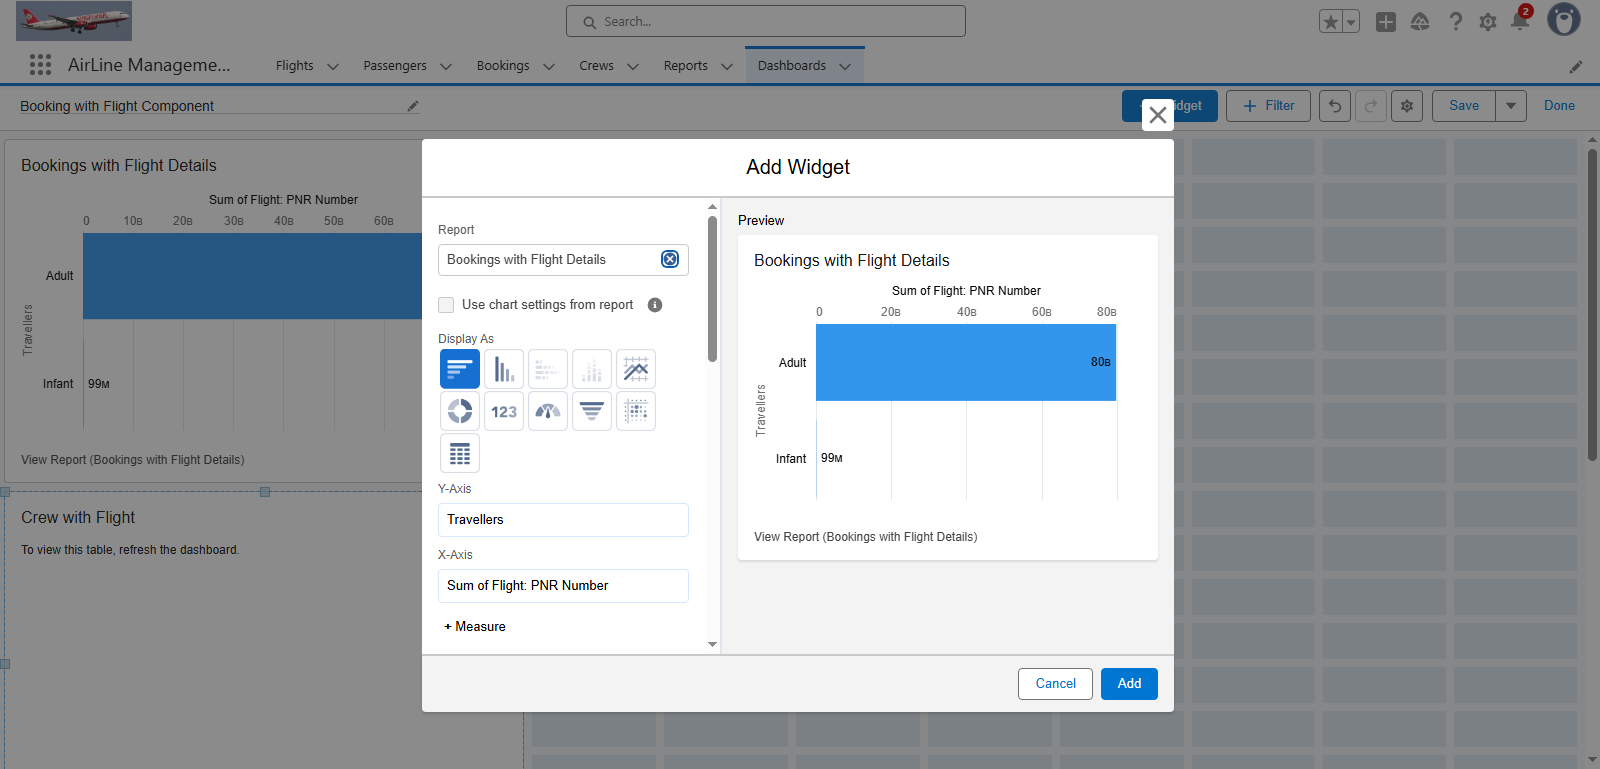 Search...
2
AirLine Manageme...
Flights
Passengers
Bookings
Crews
Reports
Dashboards
Booking with Flight Component
+ Filter
Save
Done
Bookings with Flight Details
Sum of Flight: PNR Number
0 10B 20B 30B 40B 50B 60B
Travellers
Adult
Infant 99M
View Report (Bookings with Flight Details)
Crew with Flight
To view this table, refresh the dashboard.
Add Widget
Report
Bookings with Flight Details
Use chart settings from report
Display As
123
Y-Axis
Travellers
X-Axis
Sum of Flight: PNR Number
+ Measure
Preview
Bookings with Flight Details
Sum of Flight: PNR Number
0 20B 40B 60B 80B
Travellers
Adult 80B
Infant 99M
View Report (Bookings with Flight Details)
Cancel
Add